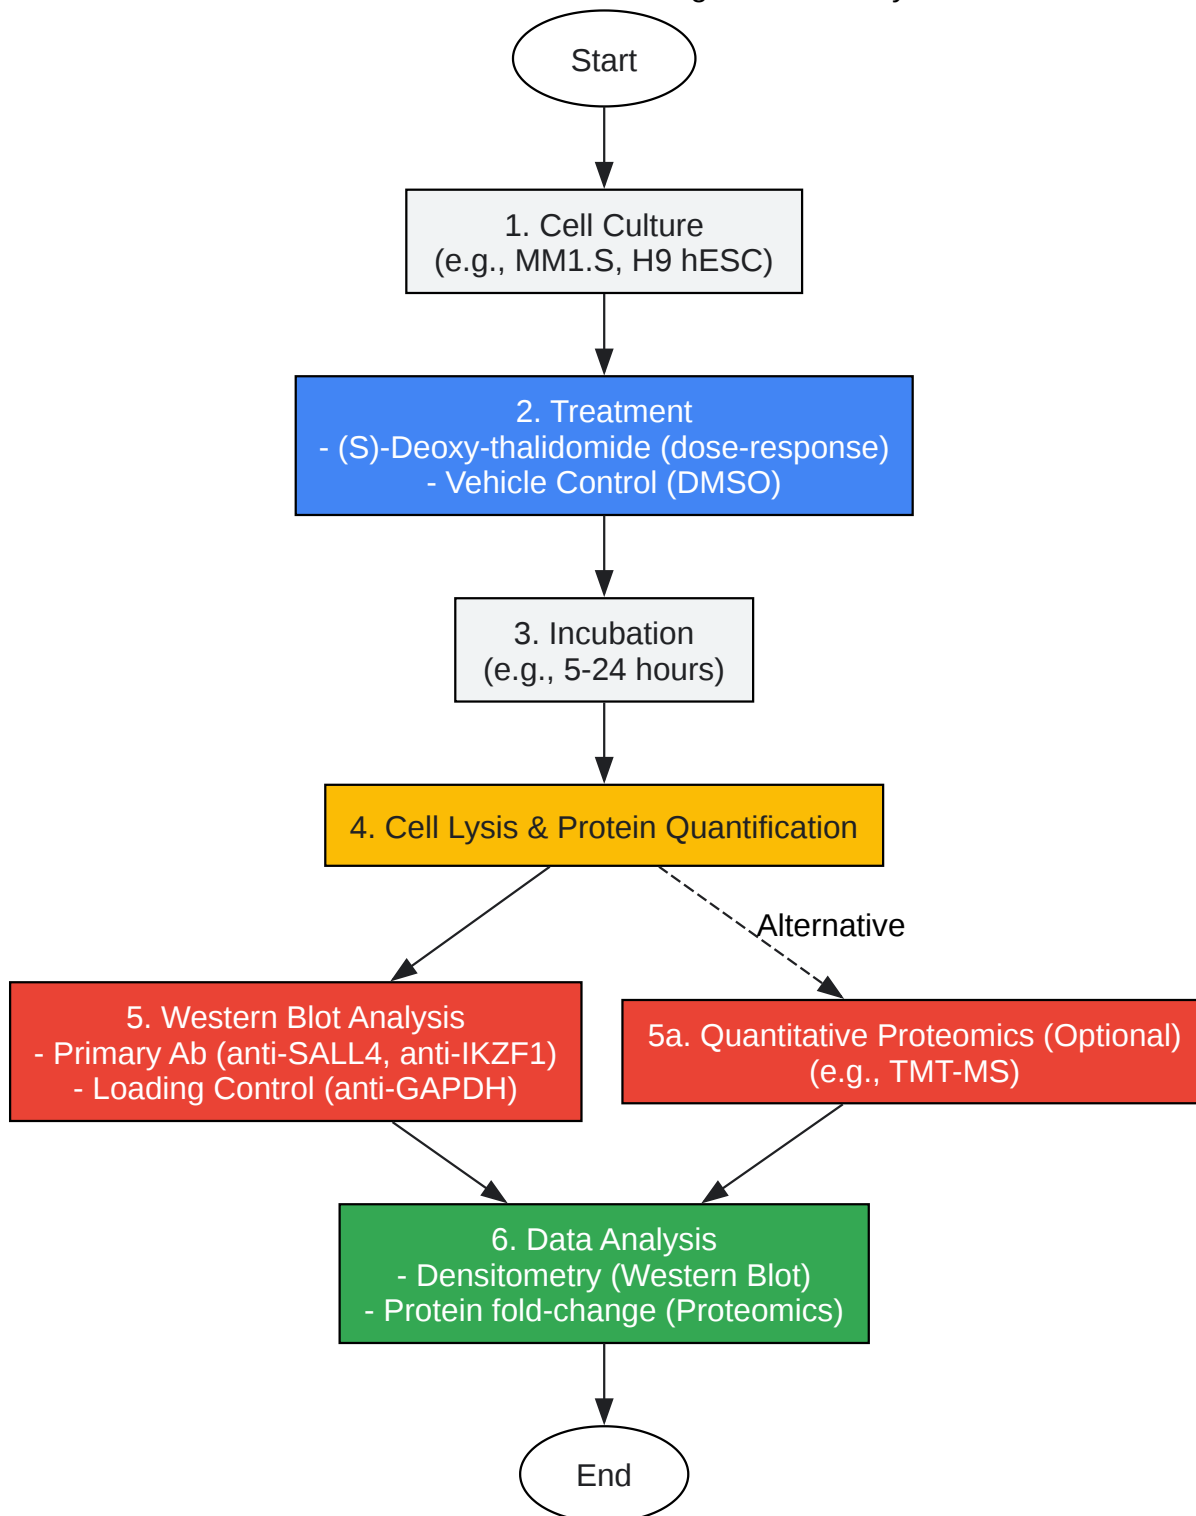 Start
1. Cell Culture
(e.g., MM1.S, H9 hESC)
2. Treatment
- (S)-Deoxy-thalidomide (dose-response)
- Vehicle Control (DMSO)
3. Incubation
(e.g., 5-24 hours)
4. Cell Lysis & Protein Quantification
Alternative
5. Western Blot Analysis
- Primary Ab (anti-SALL4, anti-IKZF1)
- Loading Control (anti-GAPDH)
5a. Quantitative Proteomics (Optional)
(e.g., TMT-MS)
6. Data Analysis
- Densitometry (Western Blot)
- Protein fold-change (Proteomics)
End